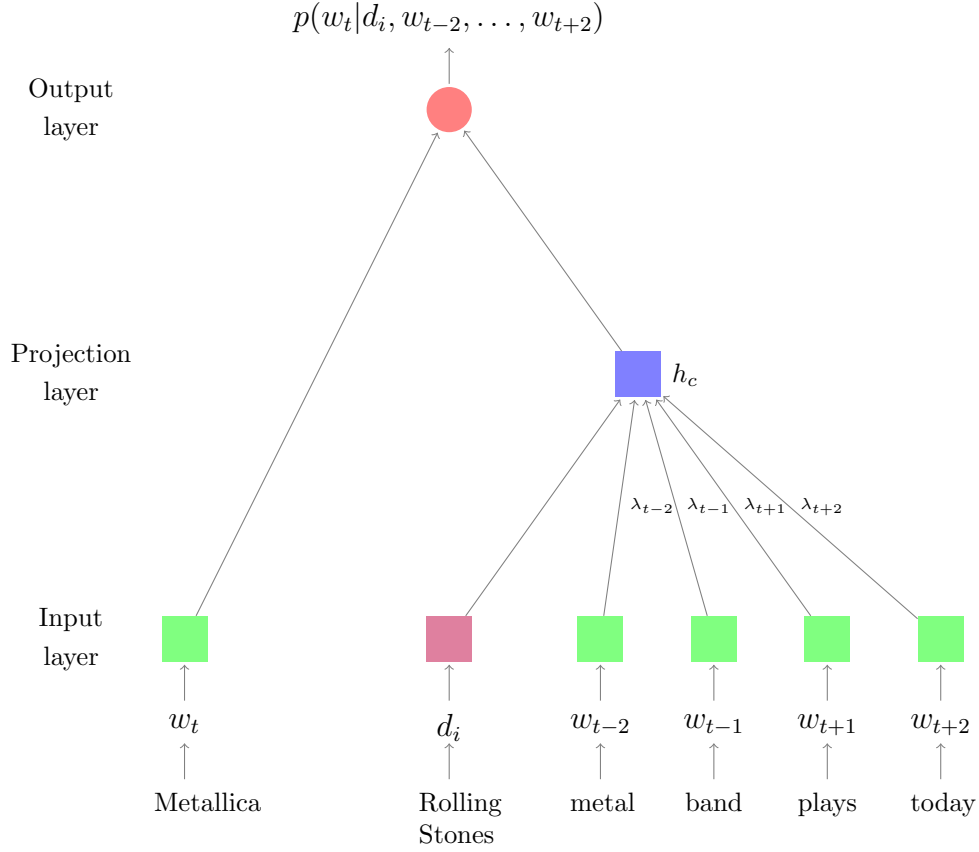 p(w_t|d_i, w_{t-2}, . . . , w_{t+2})
Output
layer
Projection
layer
h_c
λ_{t-2} λ_{t-1} λ_{t+1} λ_{t+2}
Input
layer
w_t d_i w_{t-2} w_{t-1} w_{t+1} w_{t+2}
Metallica Rolling metal band plays today
Stones